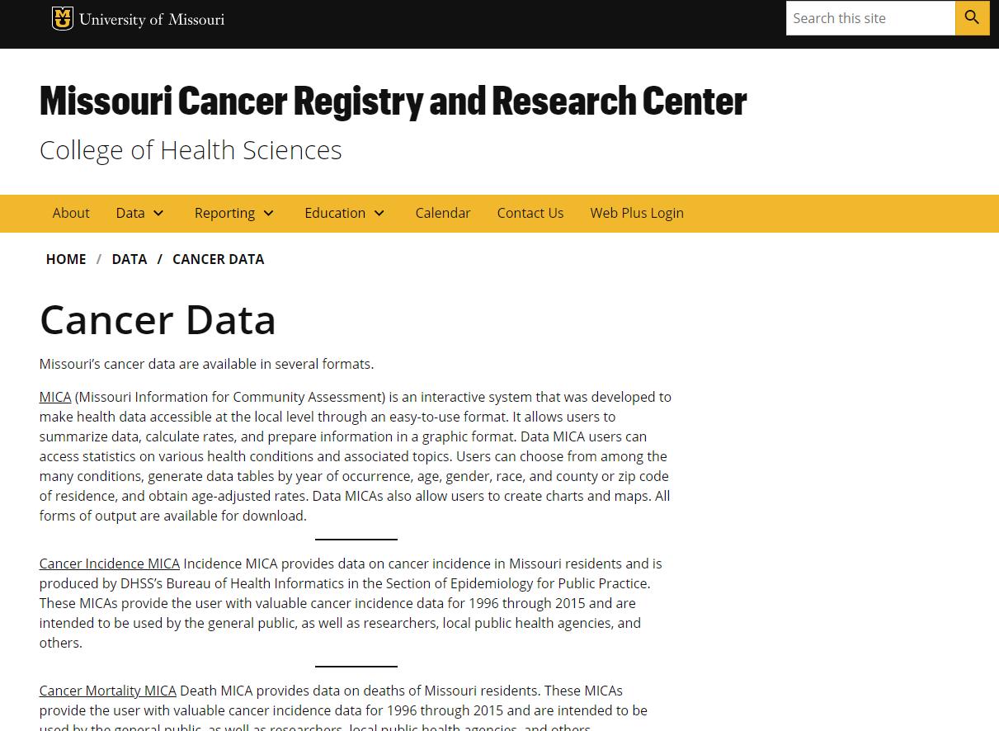 University of Missouri
Search this site
Missouri Cancer Registry and Research Center
College of Health Sciences
About Data Reporting Education Calendar Contact Us Web Plus Login
HOME / DATA / CANCER DATA
Cancer Data
Missouri’s cancer data are available in several formats.
MICA (Missouri Information for Community Assessment) is an interactive system that was developed to
make health data accessible at the local level through an easy-to-use format. It allows users to
summarize data, calculate rates, and prepare information in a graphic format. Data MICA users can
access statistics on various health conditions and associated topics. Users can choose from among the
many conditions, generate data tables by year of occurrence, age, gender, race, and county or zip code
of residence, and obtain age-adjusted rates. Data MICAs also allow users to create charts and maps. All
forms of output are available for download.
Cancer Incidence MICA Incidence MICA provides data on cancer incidence in Missouri residents and is
produced by DHSS’s Bureau of Health Informatics in the Section of Epidemiology for Public Practice.
These MICAs provide the user with valuable cancer incidence data for 1996 through 2015 and are
intended to be used by the general public, as well as researchers, local public health agencies, and
others.
Cancer Mortality MICA Death MICA provides data on deaths of Missouri residents. These MICAs
provide the user with valuable cancer incidence data for 1996 through 2015 and are intended to be
used by the general public, as well as researchers, local public health agencies, and others.